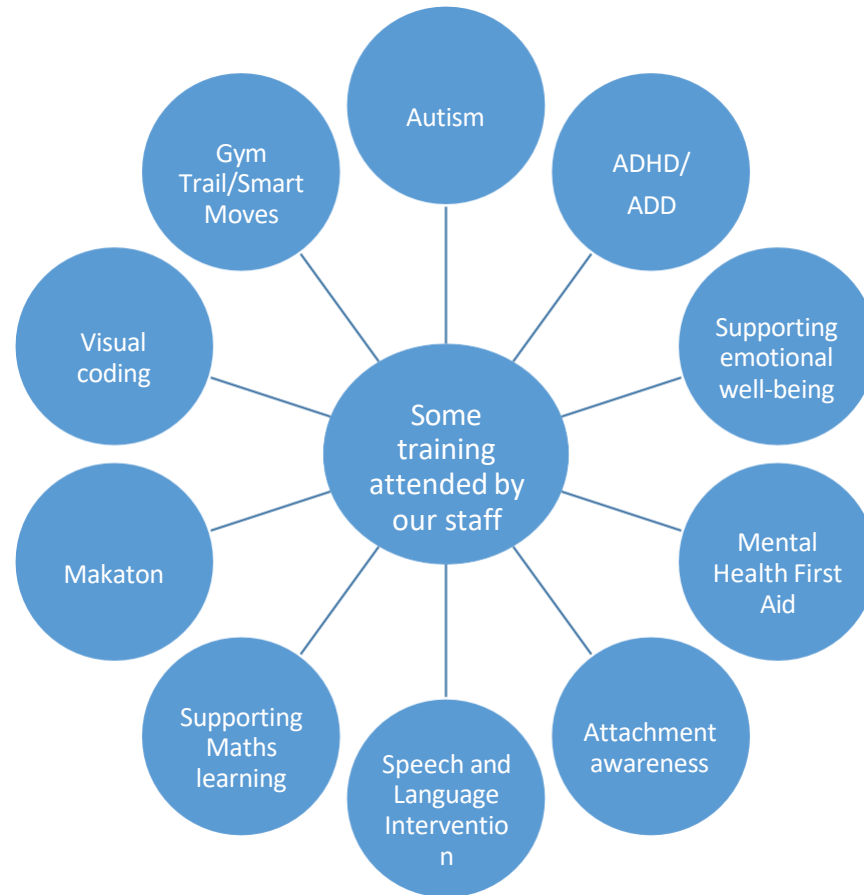 Autism
ADHD/
ADD
Supporting
emotional
well-being
Mental
Health First
Aid
Attachment
awareness
Speech and
Language
Interventio
n
Supporting
Maths
learning
Makaton
Visual
coding
Gym
Trail/Smart
Moves
Some
training
attended by
our staff